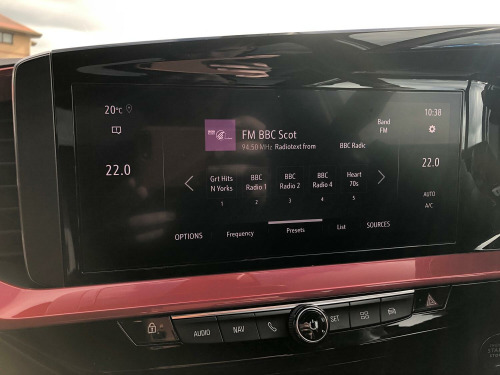 20°C
10:38
FM BBC Scot
94.50 MHz Radiotext from BBC Radic
Band
FM
22.0
22.0
Grt Hits
N Yorks
1
BBC
Radio 1
2
BBC
Radio 2
3
BBC
Radio 4
4
Heart
70s
5
AUTO
A/C
OPTIONS
Frequency
Presets
List
SOURCES
AUDIO
NAV
SET